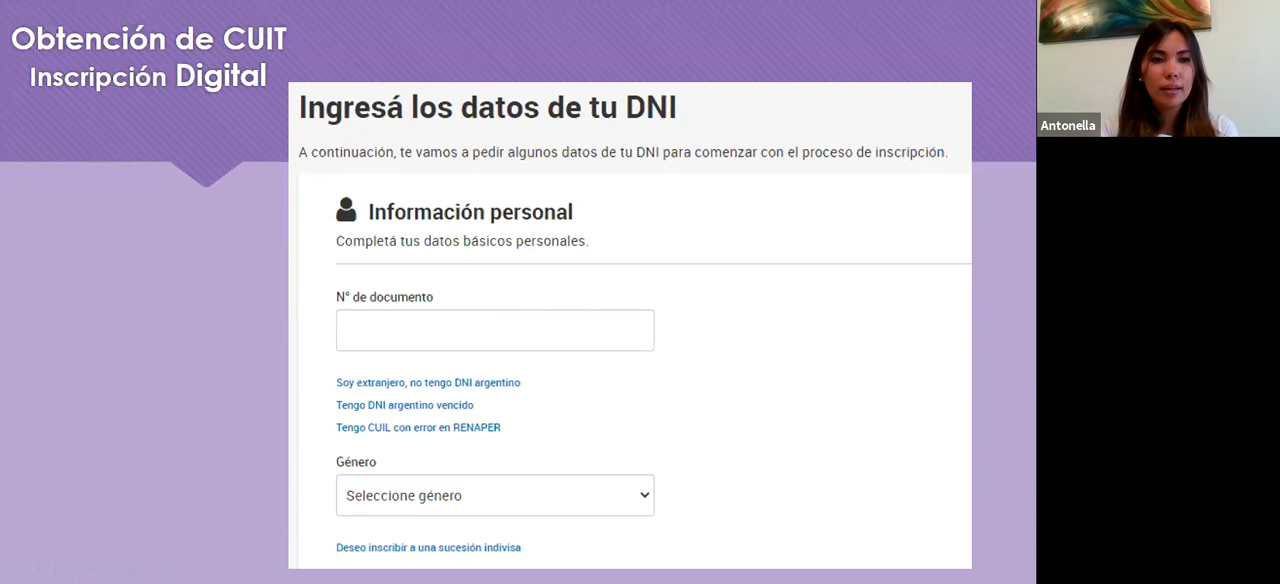 Obtención de CUIT
Inscripción Digital
Ingresá los datos de tu DNI
A continuación, te vamos a pedir algunos datos de tu DNI para comenzar con el proceso de inscripción.
Información personal
Completá tus datos básicos personales.
N° de documento
Soy extranjero, no tengo DNI argentino
Tengo DNI argentino vencido
Tengo CUIL con error en RENAPER
Género
Seleccione género
Deseo inscribir a una sucesión indivisa
Antonella